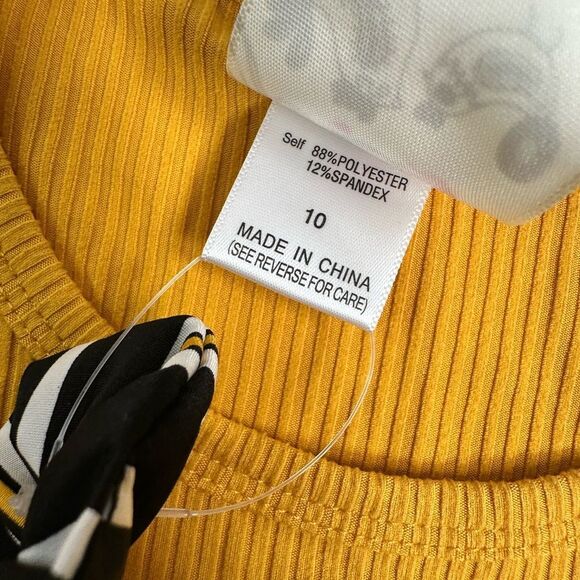 Self 88%POLYESTER
12%SPANDEX
10
MADE IN CHINA
(SEE REVERSE FOR CARE)